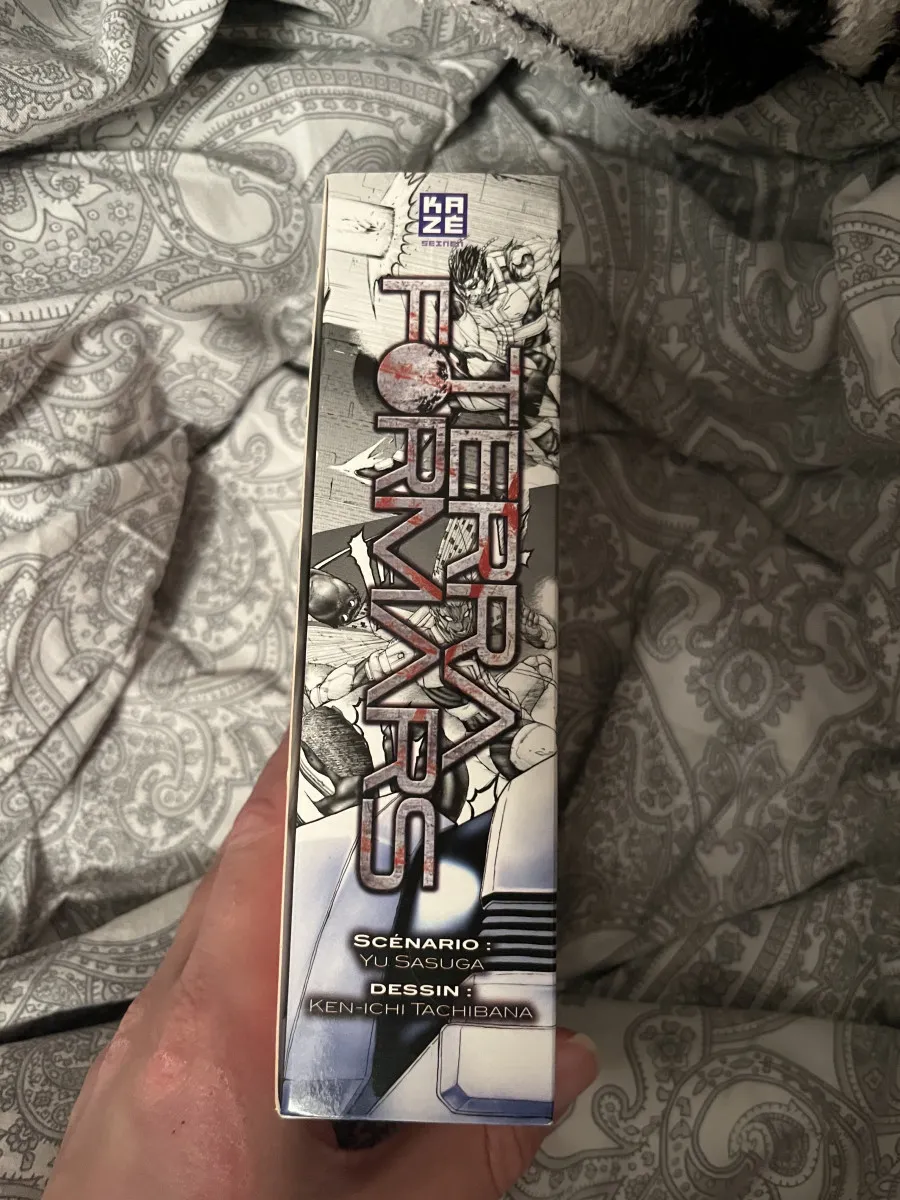 KAZÉ
SEINEN
TERRA
FORMARS
SCÉNARIO :
YU SASUGA
DESSIN :
KEN-ICHI TACHIBANA